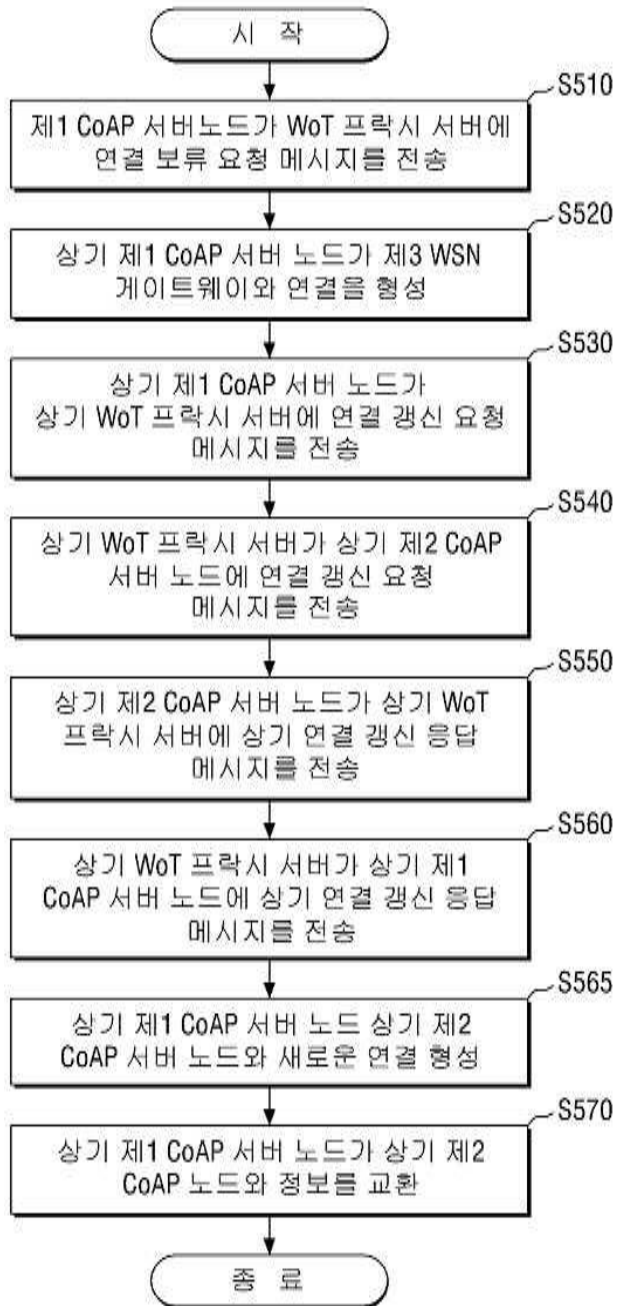 시 작
S510
제1 CoAP 서버노드가 WoT 프락시 서버에
연결 보류 요청 메시지를 전송
S520
상기 제1 CoAP 서버 노드가 제3 WSN
게이트웨이와 연결을 형성
S530
상기 제1 CoAP 서버 노드가
상기 WoT 프락시 서버에 연결 갱신 요청
메시지를 전송
S540
상기 WoT 프락시 서버가 상기 제2 CoAP
서버 노드에 연결 갱신 요청
메시지를 전송
S550
상기 제2 CoAP 서버 노드가 상기 WoT
프락시 서버에 상기 연결 갱신 응답
메시지를 전송
S560
상기 WoT 프락시 서버가 상기 제1
CoAP 서버 노드에 상기 연결 갱신 응답
메시지를 전송
S565
상기 제1 CoAP 서버 노드 상기 제2
CoAP 서버 노드와 새로운 연결 형성
S570
상기 제1 CoAP 서버 노드가 상기 제2
CoAP 노드와 정보를 교환
종 료